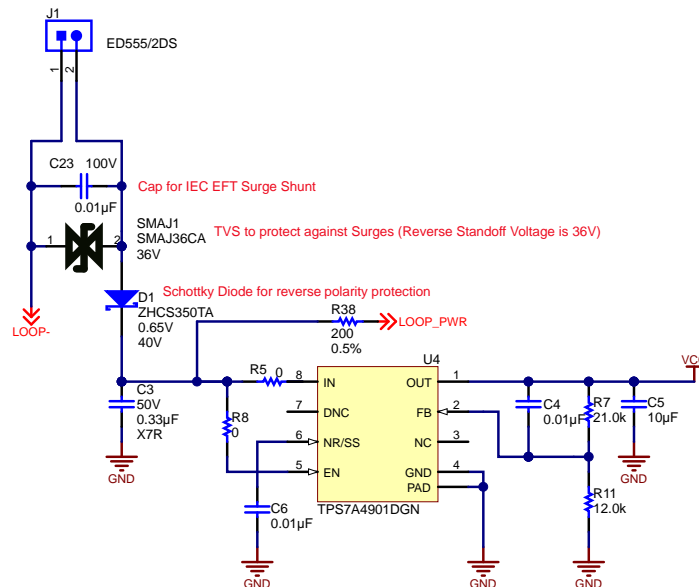 J1
ED555/2DS
1
2
C23
100V
0.01µF
Cap for IEC EFT Surge Shunt
1
2
SMAJ1
SMAJ36CA
36V
TVS to protect against Surges (Reverse Standoff Voltage is 36V)
LOOP-
D1
ZHCS350TA
0.65V
40V
Schottky Diode for reverse polarity protection
R38
200
0.5%
LOOP_PWR
C3
50V
0.33µF
X7R
GND
R5
0
R8
0
U4
8
IN
7
DNC
6
NR/SS
5
EN
OUT
1
FB
2
NC
3
GND
4
PAD
TPS7A4901DGN
C6
0.01µF
GND
GND
C4
0.01µF
R7
21.0k
C5
10µF
R11
12.0k
GND
GND